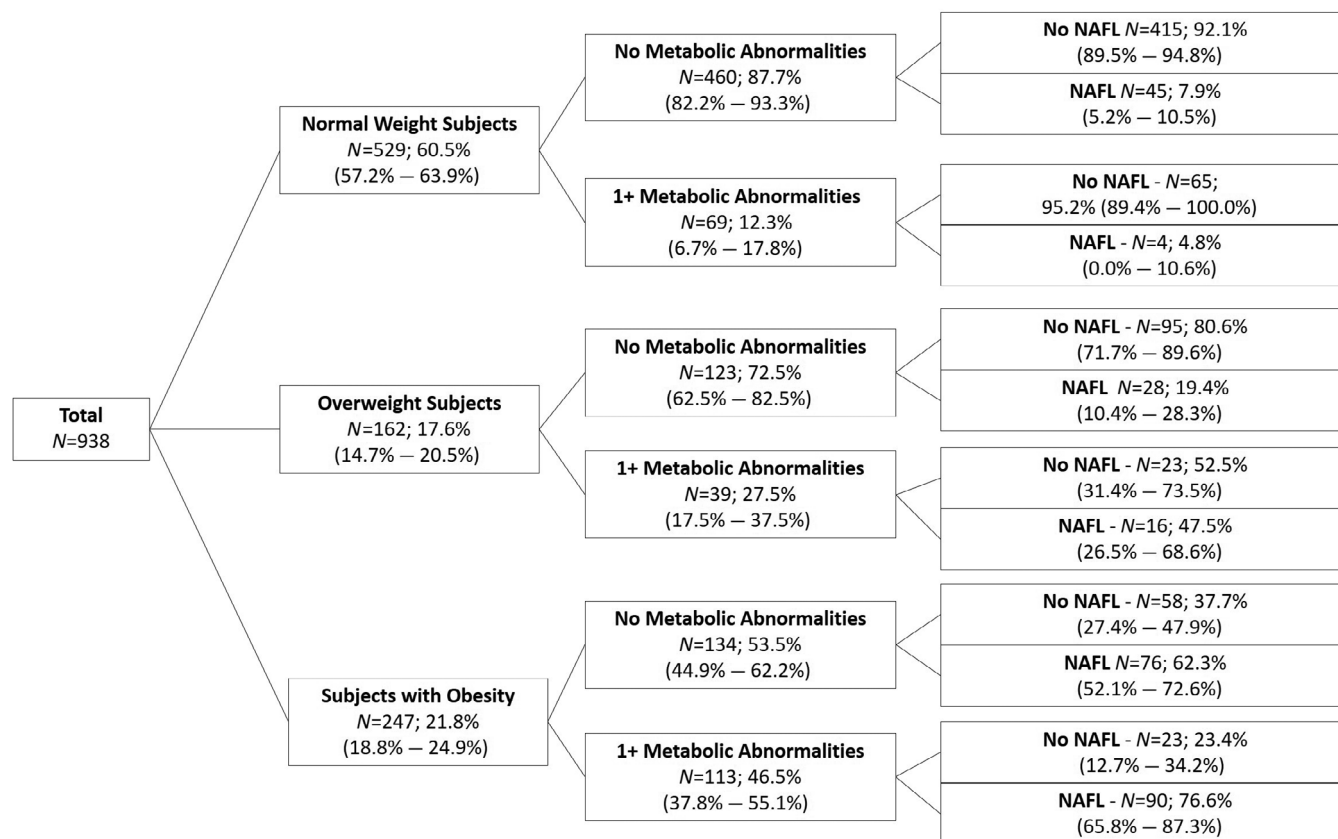 Total
N=938
Normal Weight Subjects
N=529; 60.5%
(57.2% — 63.9%)
No Metabolic Abnormalities
N=460; 87.7%
(82.2% — 93.3%)
No NAFL N=415; 92.1%
(89.5% — 94.8%)
NAFL N=45; 7.9%
(5.2% — 10.5%)
1+ Metabolic Abnormalities
N=69; 12.3%
(6.7% — 17.8%)
No NAFL - N=65;
95.2% (89.4% — 100.0%)
NAFL - N=4; 4.8%
(0.0% — 10.6%)
Overweight Subjects
N=162; 17.6%
(14.7% — 20.5%)
No Metabolic Abnormalities
N=123; 72.5%
(62.5% — 82.5%)
No NAFL - N=95; 80.6%
(71.7% — 89.6%)
NAFL N=28; 19.4%
(10.4% — 28.3%)
1+ Metabolic Abnormalities
N=39; 27.5%
(17.5% — 37.5%)
No NAFL - N=23; 52.5%
(31.4% — 73.5%)
NAFL - N=16; 47.5%
(26.5% — 68.6%)
Subjects with Obesity
N=247; 21.8%
(18.8% — 24.9%)
No Metabolic Abnormalities
N=134; 53.5%
(44.9% — 62.2%)
No NAFL - N=58; 37.7%
(27.4% — 47.9%)
NAFL N=76; 62.3%
(52.1% — 72.6%)
1+ Metabolic Abnormalities
N=113; 46.5%
(37.8% — 55.1%)
No NAFL - N=23; 23.4%
(12.7% — 34.2%)
NAFL - N=90; 76.6%
(65.8% — 87.3%)